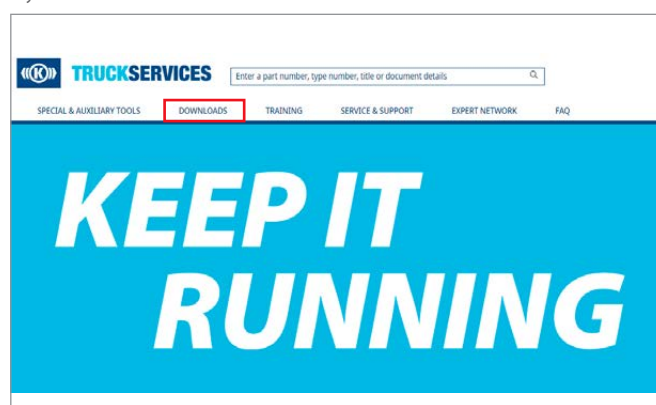 ((K)) TRUCKSERVICES Enter a part number, type number, title or document details
SPECIAL & AUXILIARY TOOLS DOWNLOADS TRAINING SERVICE & SUPPORT EXPERT NETWORK FAQ
KEEP IT
RUNNING